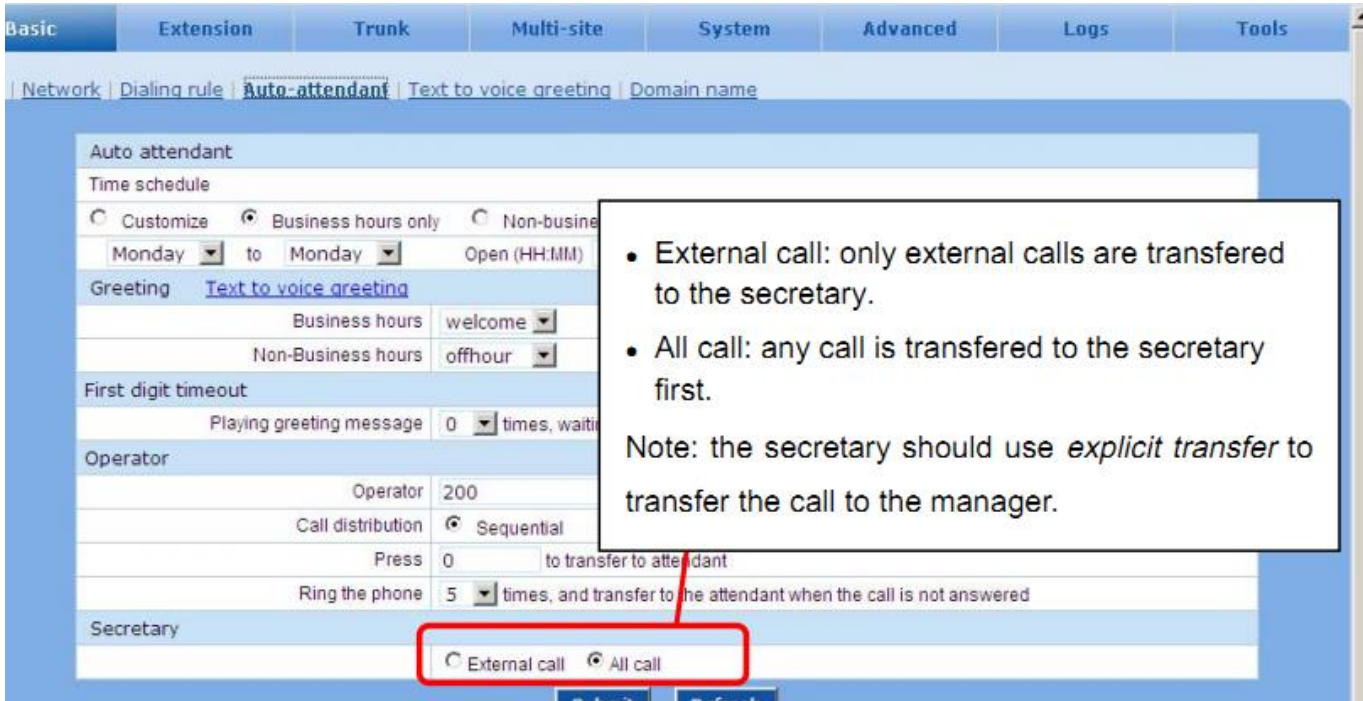 Basic Extension Trunk Multi-site System Advanced Logs Tools
| Network | Dialing rule | Auto-attendant | Text to voice greeting | Domain name
Auto attendant
Time schedule
Customize Business hours only Non-busine
Monday to Monday Open (HH:MM)
Greeting Text to voice greeting
Business hours welcome
Non-Business hours offhour
First digit timeout
Playing greeting message 0 times, waiti
Operator
Operator 200
Call distribution Sequential
Press 0 to transfer to attendant
Ring the phone 5 times, and transfer to the attendant when the call is not answered
Secretary
External call All call
• External call: only external calls are transfered
to the secretary.
• All call: any call is transfered to the secretary
first.
Note: the secretary should use explicit transfer to
transfer the call to the manager.